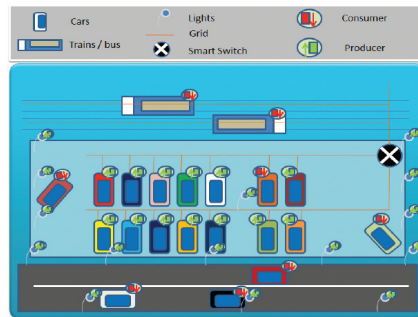 Cars
Lights
Consumer
Grid
Trains / bus
Smart Switch
Producer